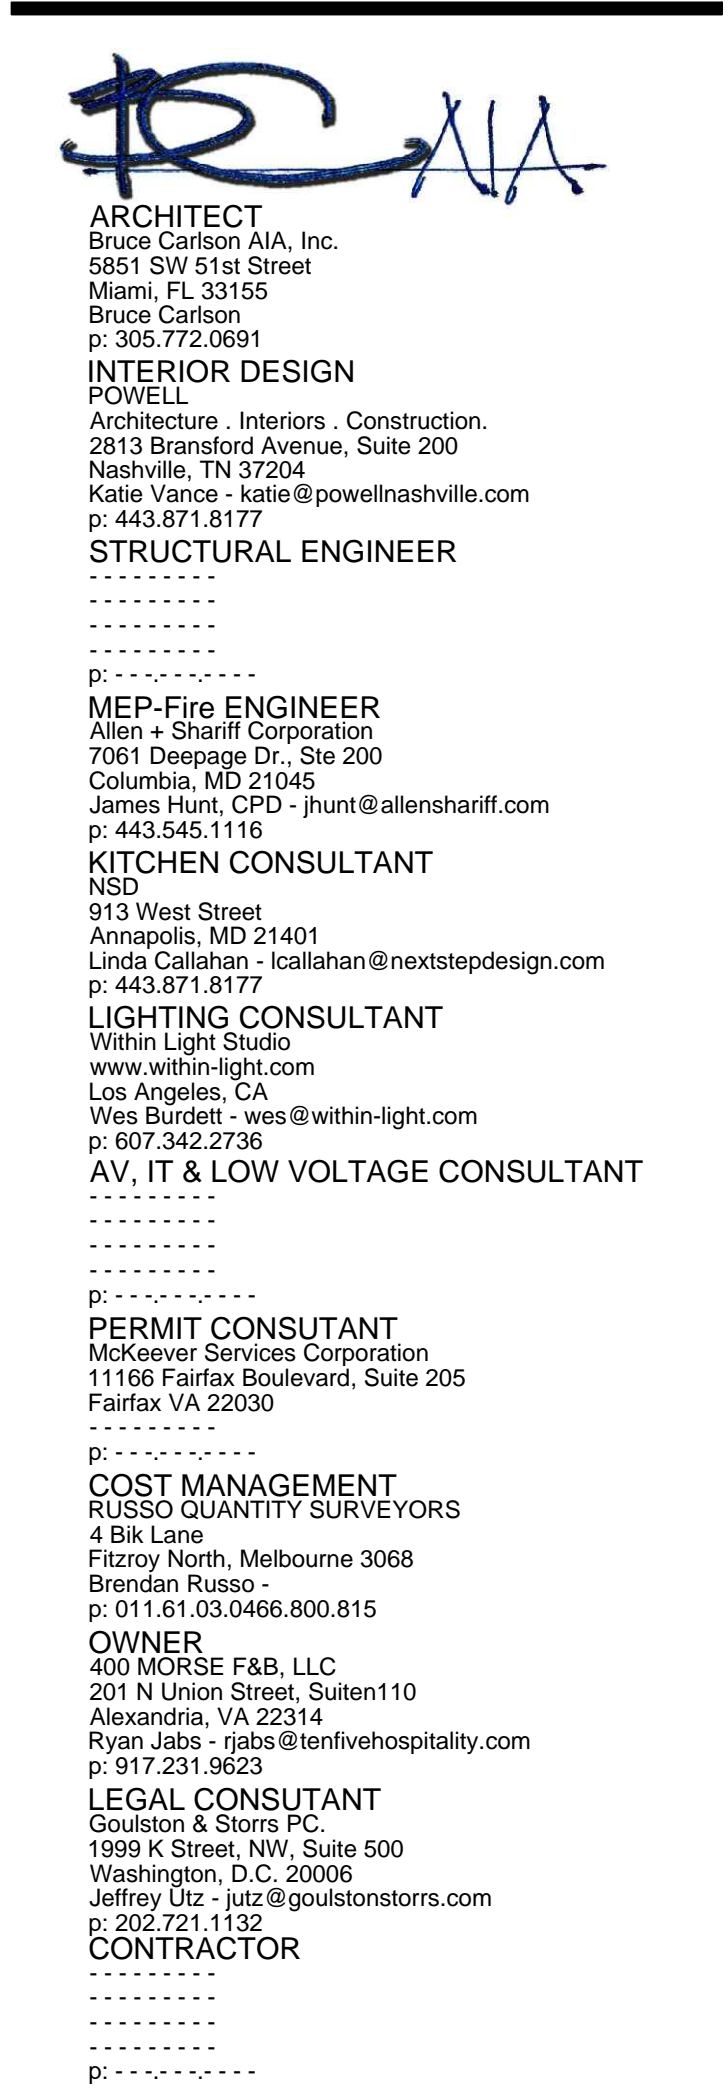 BC AIA
ARCHITECT
Bruce Carlson AIA, Inc.
5851 SW 51st Street
Miami, FL 33155
Bruce Carlson
p: 305.772.0691
INTERIOR DESIGN
POWELL
Architecture . Interiors . Construction.
2813 Bransford Avenue, Suite 200
Nashville, TN 37204
Katie Vance - katie@powellnashville.com
p: 443.871.8177
STRUCTURAL ENGINEER
- - - - - - - - -
- - - - - - - - -
- - - - - - - - -
- - - - - - - - -
p: - - -.- - -.- - - -
MEP-Fire ENGINEER
Allen + Shariff Corporation
7061 Deepage Dr., Ste 200
Columbia, MD 21045
James Hunt, CPD - jhunt@allenshariff.com
p: 443.545.1116
KITCHEN CONSULTANT
NSD
913 West Street
Annapolis, MD 21401
Linda Callahan - lcallahan@nextstepdesign.com
p: 443.871.8177
LIGHTING CONSULTANT
Within Light Studio
www.within-light.com
Los Angeles, CA
Wes Burdett - wes@within-light.com
p: 607.342.2736
AV, IT & LOW VOLTAGE CONSULTANT
- - - - - - - - -
- - - - - - - - -
- - - - - - - - -
- - - - - - - - -
p: - - -.- - -.- - - -
PERMIT CONSUTANT
McKeever Services Corporation
11166 Fairfax Boulevard, Suite 205
Fairfax VA 22030
- - - - - - - - -
p: - - -.- - -.- - - -
COST MANAGEMENT
RUSSO QUANTITY SURVEYORS
4 Bik Lane
Fitzroy North, Melbourne 3068
Brendan Russo -
p: 011.61.03.0466.800.815
OWNER
400 MORSE F&B, LLC
201 N Union Street, Suiten110
Alexandria, VA 22314
Ryan Jabs - rjabs@tenfivehospitality.com
p: 917.231.9623
LEGAL CONSUTANT
Goulston & Storrs PC.
1999 K Street, NW, Suite 500
Washington, D.C. 20006
Jeffrey Utz - jutz@goulstonstorrs.com
p: 202.721.1132
CONTRACTOR
- - - - - - - - -
- - - - - - - - -
- - - - - - - - -
- - - - - - - - -
p: - - -.- - -.- - - -